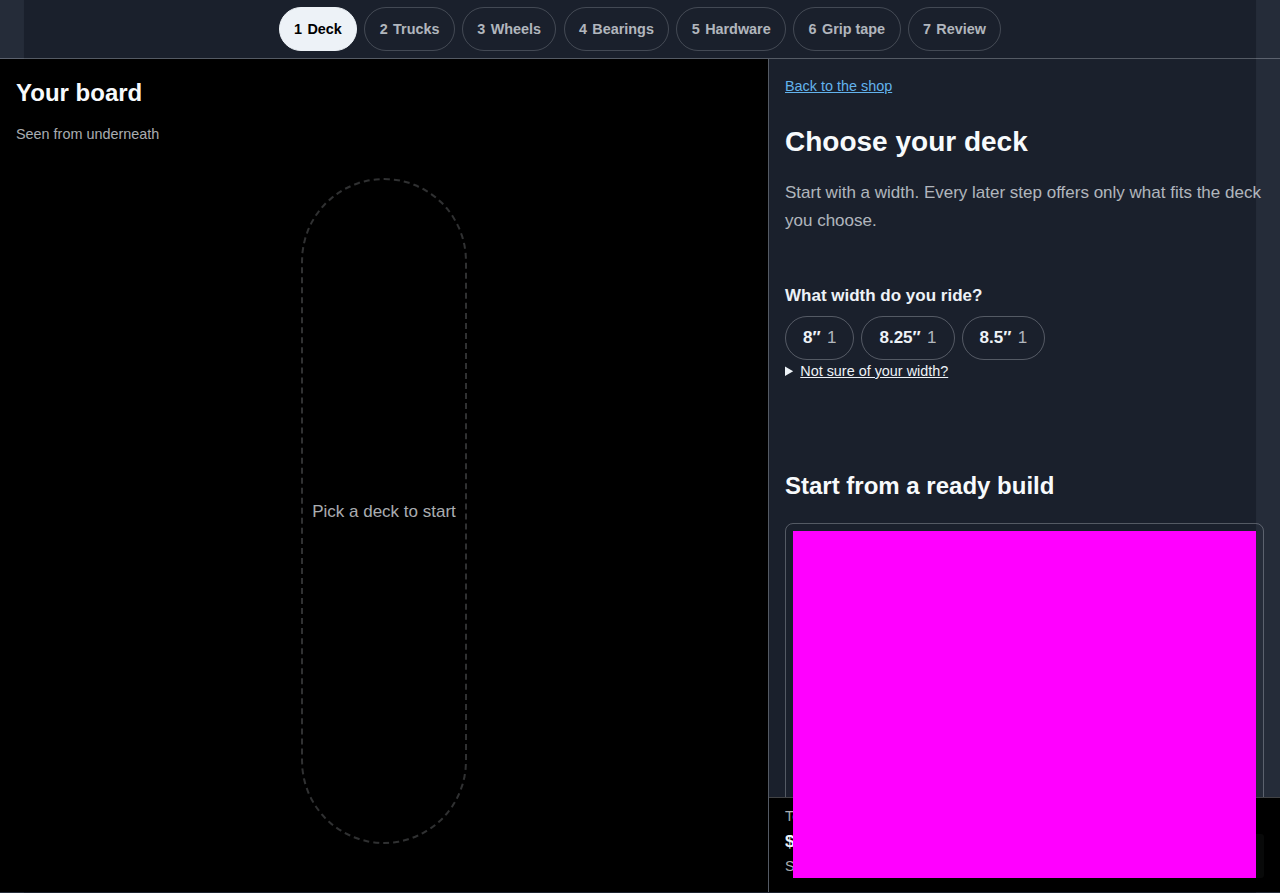 1 Deck
2 Trucks
3 Wheels
4 Bearings
5 Hardware
6 Grip tape
7 Review
Your board
Seen from underneath
Pick a deck to start
Back to the shop
Choose your deck
Start with a width. Every later step offers only what fits the deck
you choose.
What width do you ride?
8″ 1
8.25″ 1
8.5″ 1
Not sure of your width?
Start from a ready build